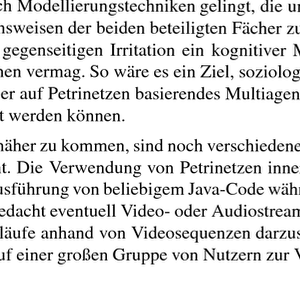 ch Modellierungstechniken gelingt, die u
nsweisen der beiden beteiligten Fächer zu
gegenseitigen Irritation ein kognitiver M
nen vermag. So wäre es ein Ziel, soziolog
er auf Petrinetzen basierendes Multiagen
t werden können.
näher zu kommen, sind noch verschiedene
nt. Die Verwendung von Petrinetzen inne
usführung von beliebigem Java-Code wäh
edacht eventuell Video- oder Audiostream
läufe anhand von Videosequenzen darzus
uf einer großen Gruppe von Nutzern zur V